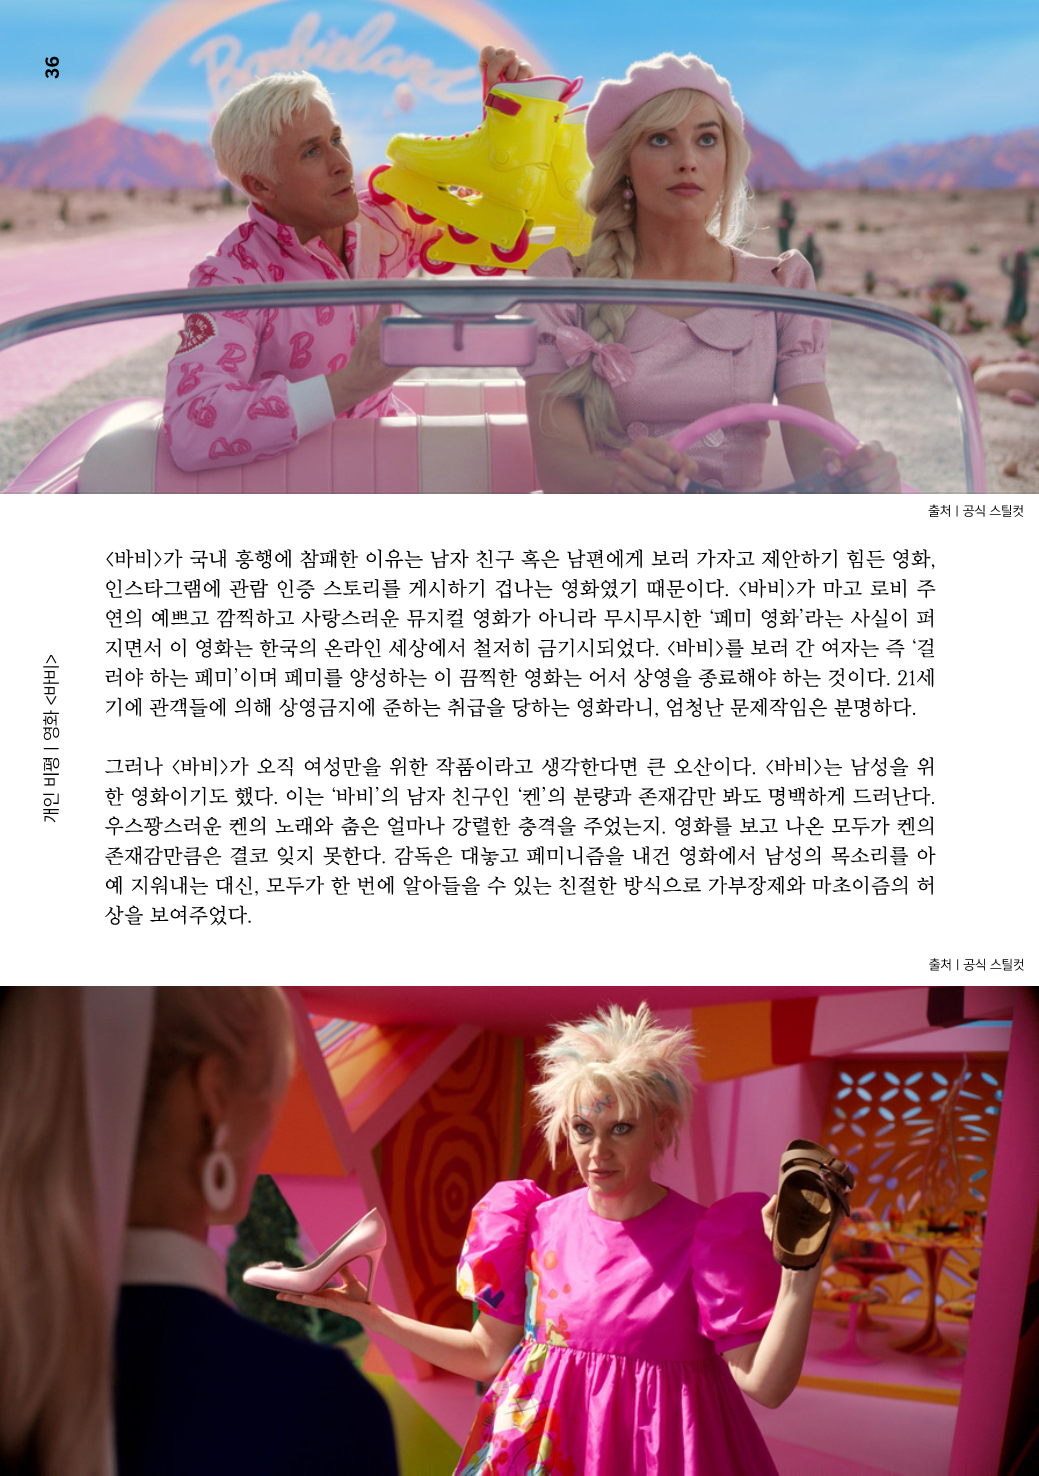 36
Barbieland
출처 | 공식 스틸컷
<바비>가 국내 흥행에 참패한 이유는 남자 친구 혹은 남편에게 보러 가자고 제안하기 힘든 영화,
인스타그램에 관람 인증 스토리를 게시하기 겁나는 영화였기 때문이다. <바비>가 마고 로비 주
연의 예쁘고 깜찍하고 사랑스러운 뮤지컬 영화가 아니라 무시무시한 ‘페미 영화’라는 사실이 퍼
지면서 이 영화는 한국의 온라인 세상에서 철저히 금기시되었다. <바비>를 보러 간 여자는 즉 ‘걸
러야 하는 페미’이며 페미를 양성하는 이 끔찍한 영화는 어서 상영을 종료해야 하는 것이다. 21세
기에 관객들에 의해 상영금지에 준하는 취급을 당하는 영화라니, 엄청난 문제작임은 분명하다.
그러나 <바비>가 오직 여성만을 위한 작품이라고 생각한다면 큰 오산이다. <바비>는 남성을 위
한 영화이기도 했다. 이는 ‘바비’의 남자 친구인 ‘켄’의 분량과 존재감만 봐도 명백하게 드러난다.
우스꽝스러운 켄의 노래와 춤은 얼마나 강렬한 충격을 주었는지. 영화를 보고 나온 모두가 켄의
존재감만큼은 결코 잊지 못한다. 감독은 대놓고 페미니즘을 내건 영화에서 남성의 목소리를 아
예 지워내는 대신, 모두가 한 번에 알아들을 수 있는 친절한 방식으로 가부장제와 마초이즘의 허
상을 보여주었다.
개인 비평 | 영화 <바비>
출처 | 공식 스틸컷